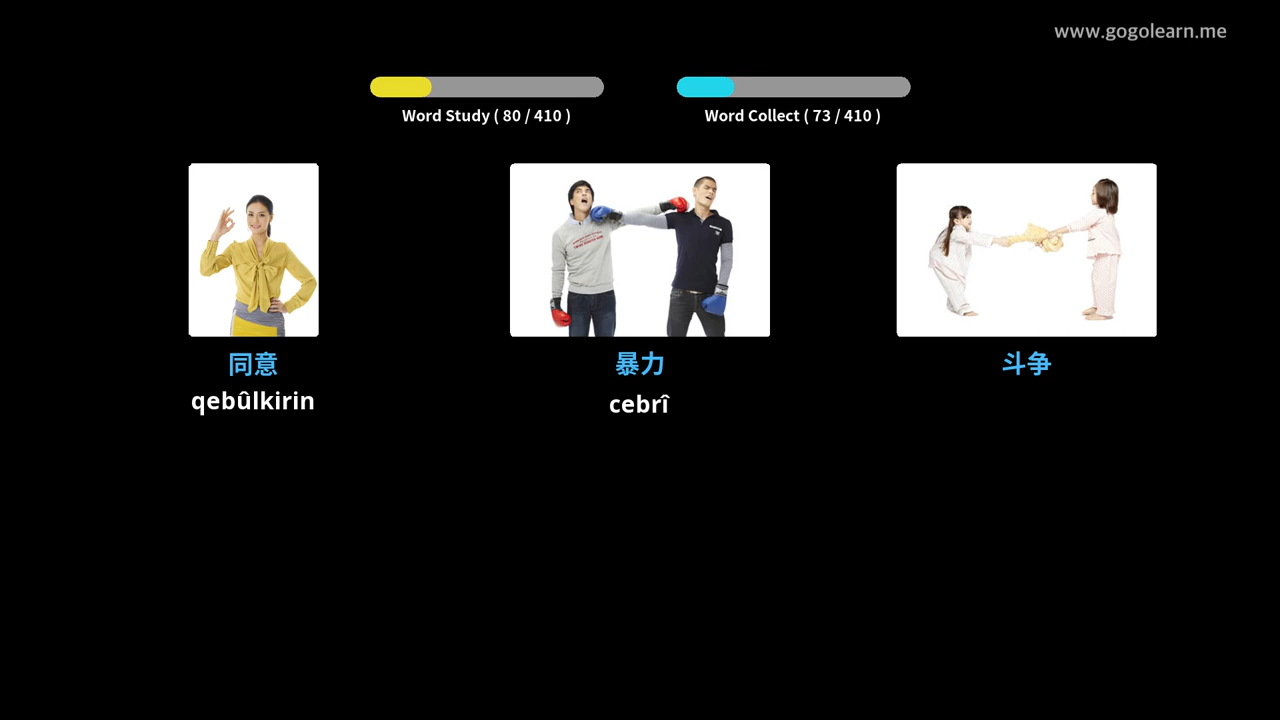 www.gogolearn.me
Word Study ( 80 / 410 )
Word Collect ( 73 / 410 )
同意
暴力
斗争
qebûlkirin
cebrî